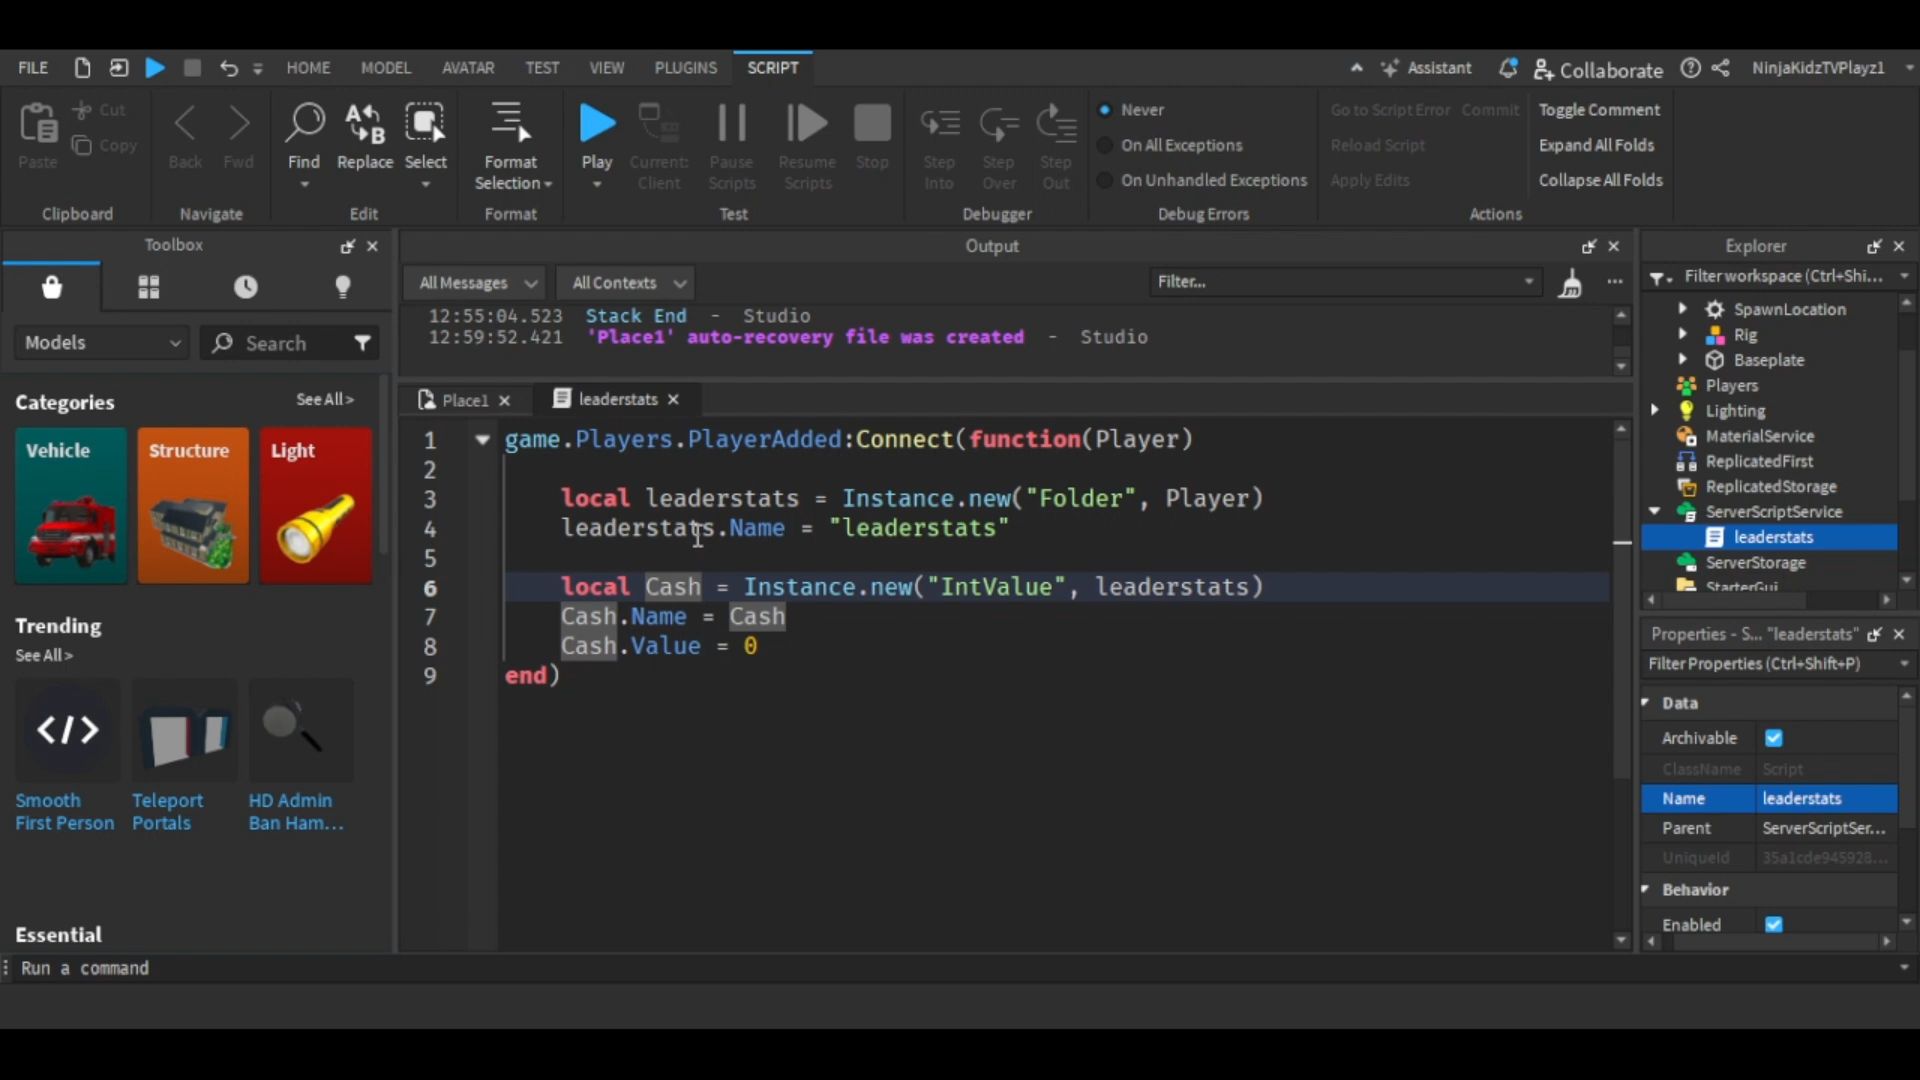 FILE HOME MODEL AVATAR TEST VIEW PLUGINS SCRIPT Assistant Collaborate NinjaKidzTVPlayz1
Paste Cut Copy
Clipboard
Back Fwd
Navigate
Find Replace Select
Edit
Format Selection
Format
Play Current: Client Pause Scripts Resume Scripts Stop
Test
Step Into Step Over Step Out
Debugger
Never
On All Exceptions
On Unhandled Exceptions
Debug Errors
Go to Script Error Commit Toggle Comment
Reload Script Expand All Folds
Apply Edits Collapse All Folds
Actions
Toolbox
Models Search
Categories See All >
Vehicle Structure Light
Trending
See All >
Smooth First Person
Teleport Portals
HD Admin Ban Ham...
Essential
Output
All Messages All Contexts Filter...
12:55:04.523 Stack End - Studio
12:59:52.421 'Place1' auto-recovery file was created - Studio
Place1 leaderstats
1 game.Players.PlayerAdded:Connect(function(Player)
2
3 local leaderstats = Instance.new("Folder", Player)
4 leaderstats.Name = "leaderstats"
5
6 local Cash = Instance.new("IntValue", leaderstats)
7 Cash.Name = Cash
8 Cash.Value = 0
9 end)
Explorer
Filter workspace (Ctrl+Shi...
SpawnLocation
Rig
Baseplate
Players
Lighting
MaterialService
ReplicatedFirst
ReplicatedStorage
ServerScriptService
leaderstats
ServerStorage
StarterGui
Properties - S... "leaderstats"
Filter Properties (Ctrl+Shift+P)
Data
Archivable
ClassName Script
Name leaderstats
Parent ServerScriptSer...
UniqueId 35a1cde945928...
Behavior
Enabled
Run a command